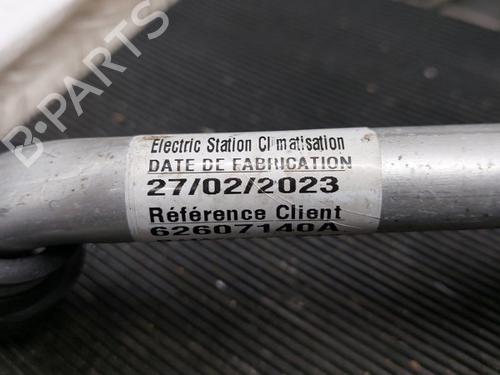 Electric Station Climatisation
DATE DE FABRICATION
27/02/2023
Référence Client
62607140A
B-PARTS